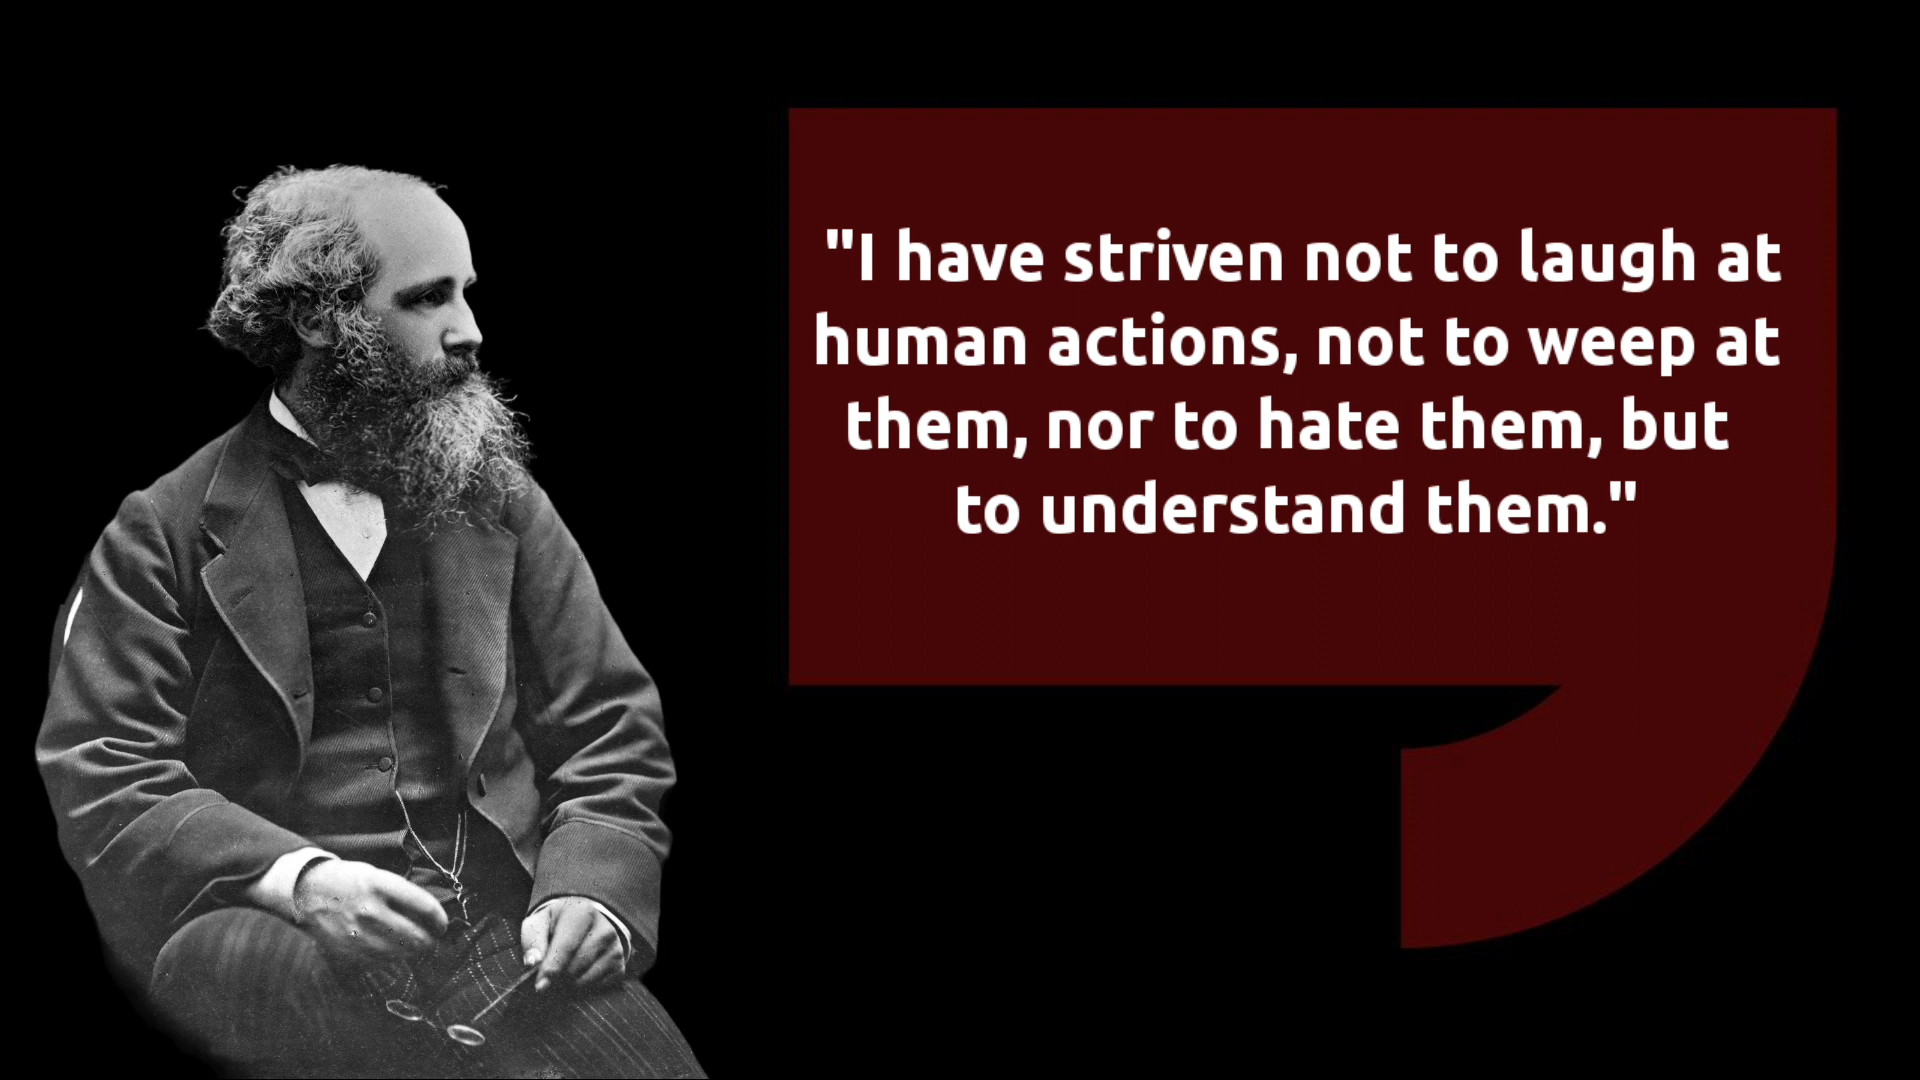 "I have striven not to laugh at
human actions, not to weep at
them, nor to hate them, but
to understand them."